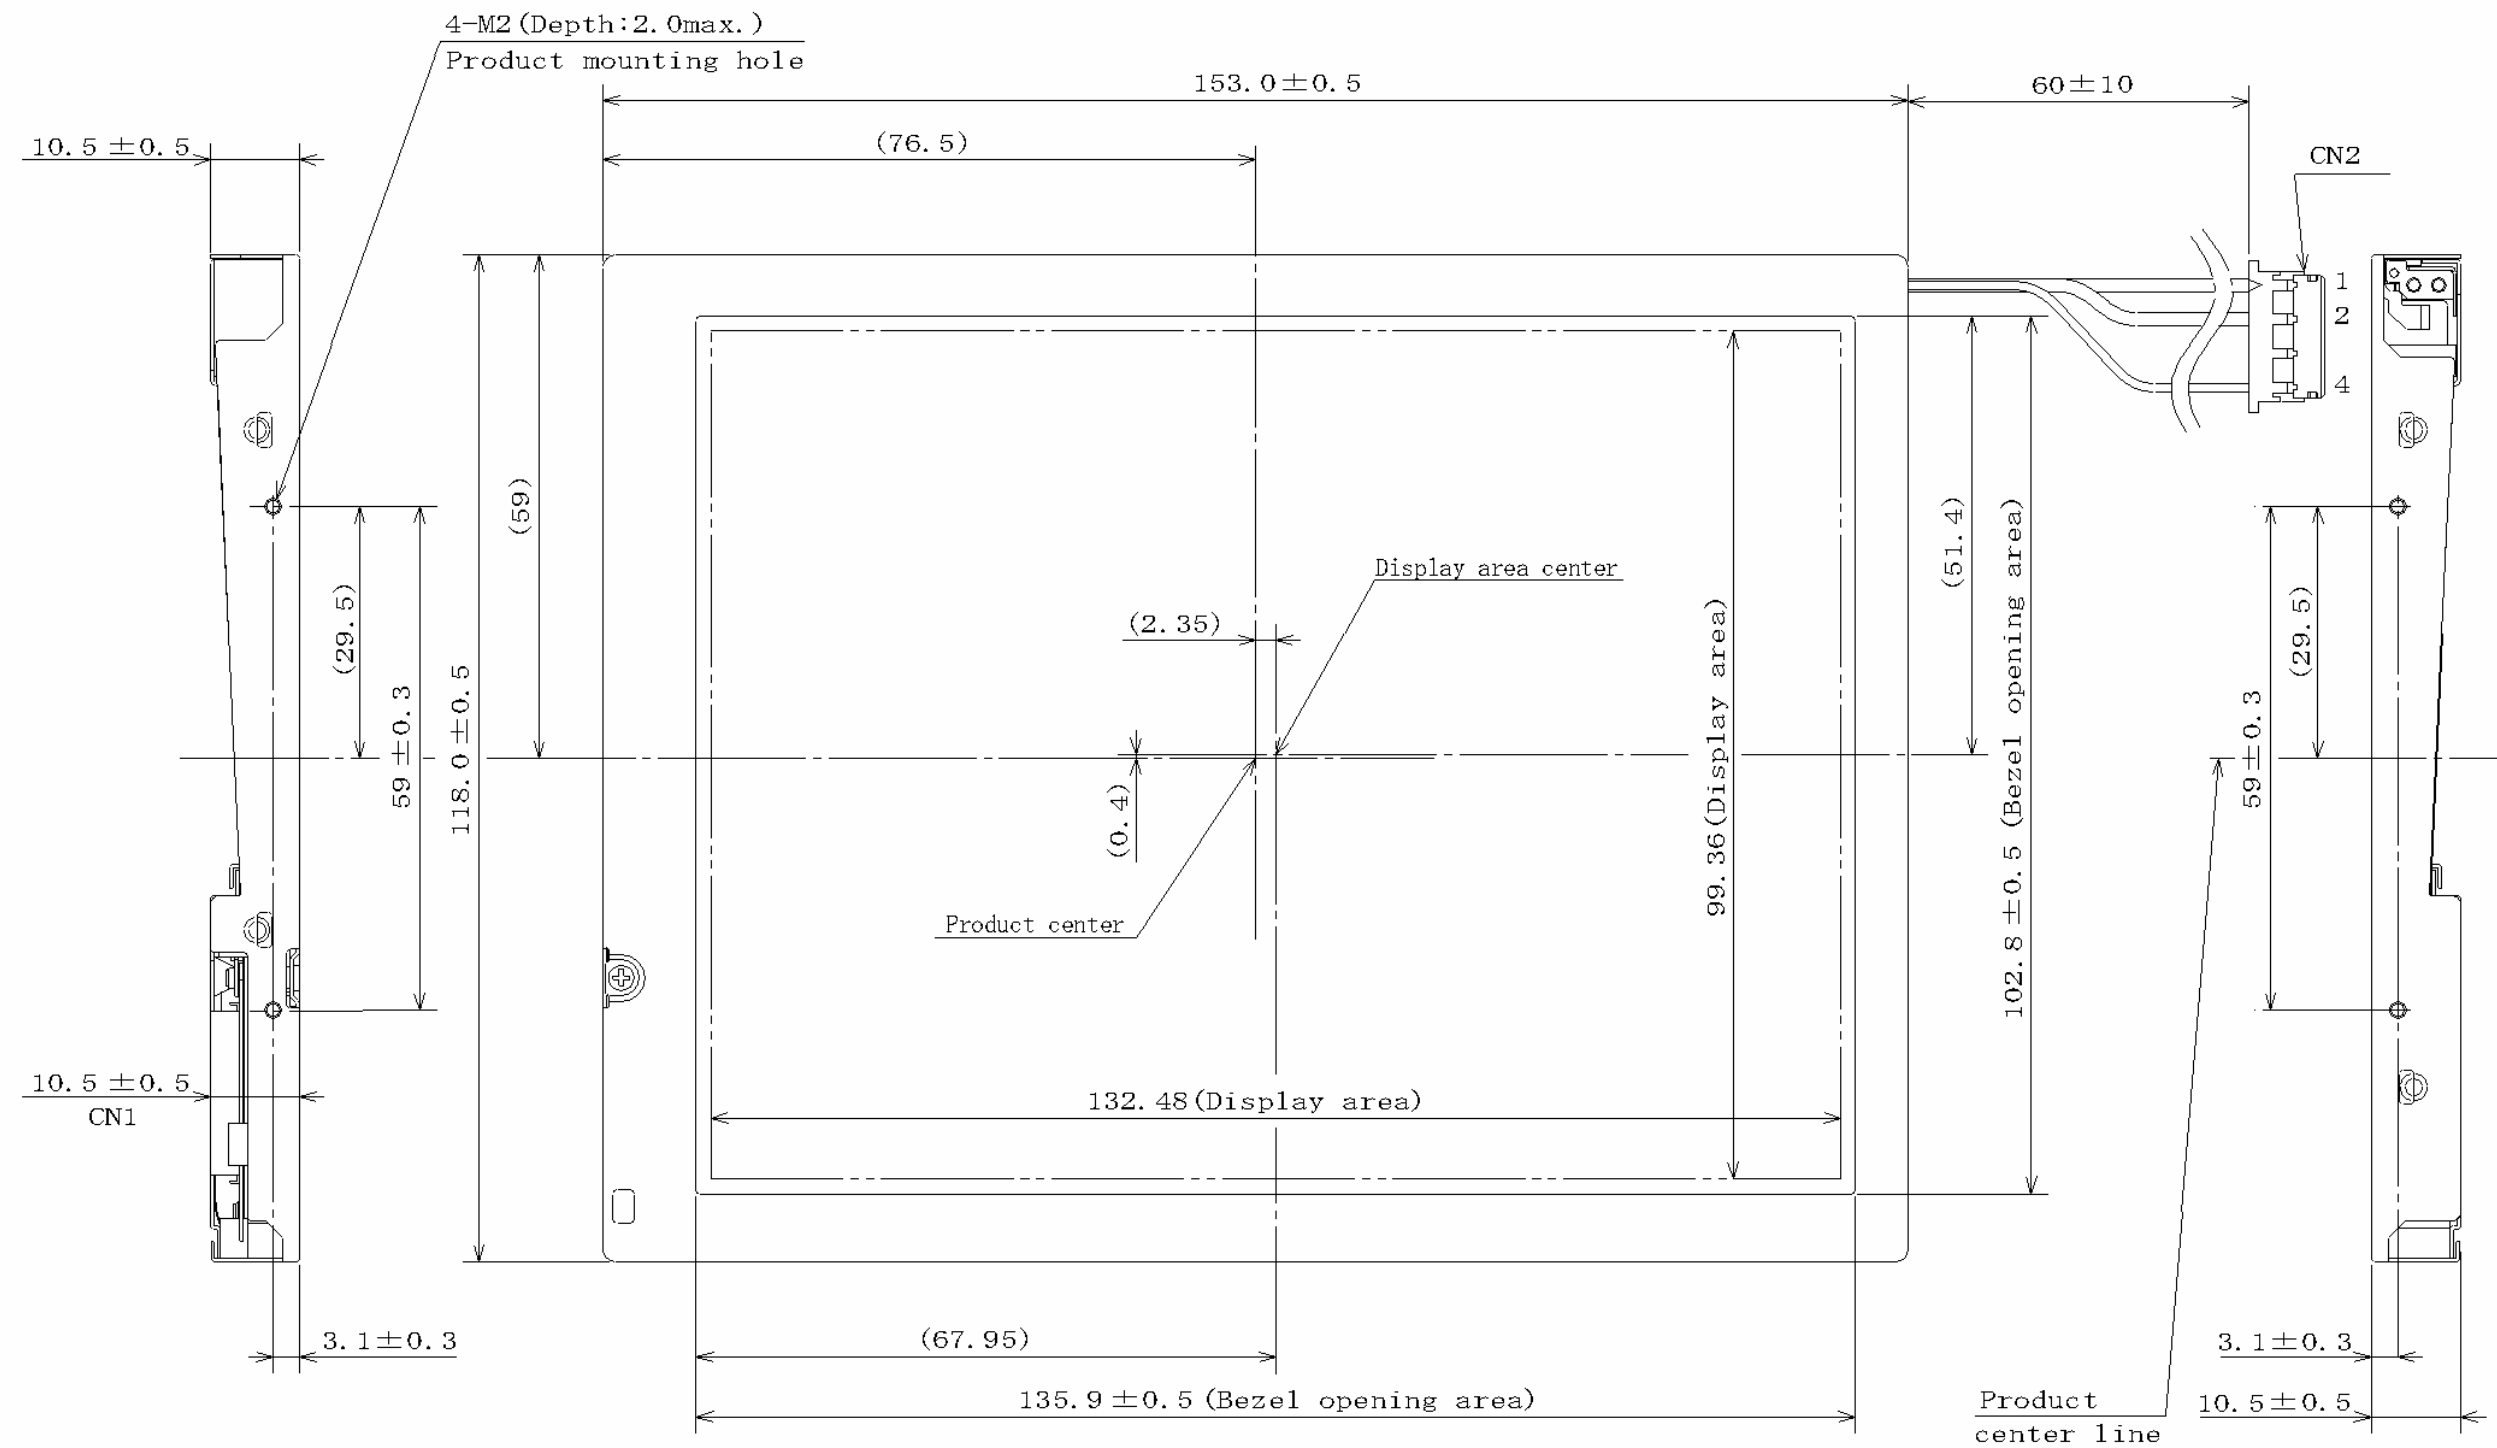 4-M2(Depth:2.0max.)
Product mounting hole
153.0±0.5
60±10
(76.5)
10.5±0.5
CN2
1
2
4
(59)
(51.4)
Display area center
(2.35)
(29.5)
59±0.3
118.0±0.5
(0.4)
99.36(Display area)
102.8±0.5(Bezel opening area)
(29.5)
59±0.3
Product center
10.5±0.5
CN1
132.48(Display area)
3.1±0.3
(67.95)
3.1±0.3
135.9±0.5(Bezel opening area)
Product
center line
10.5±0.5